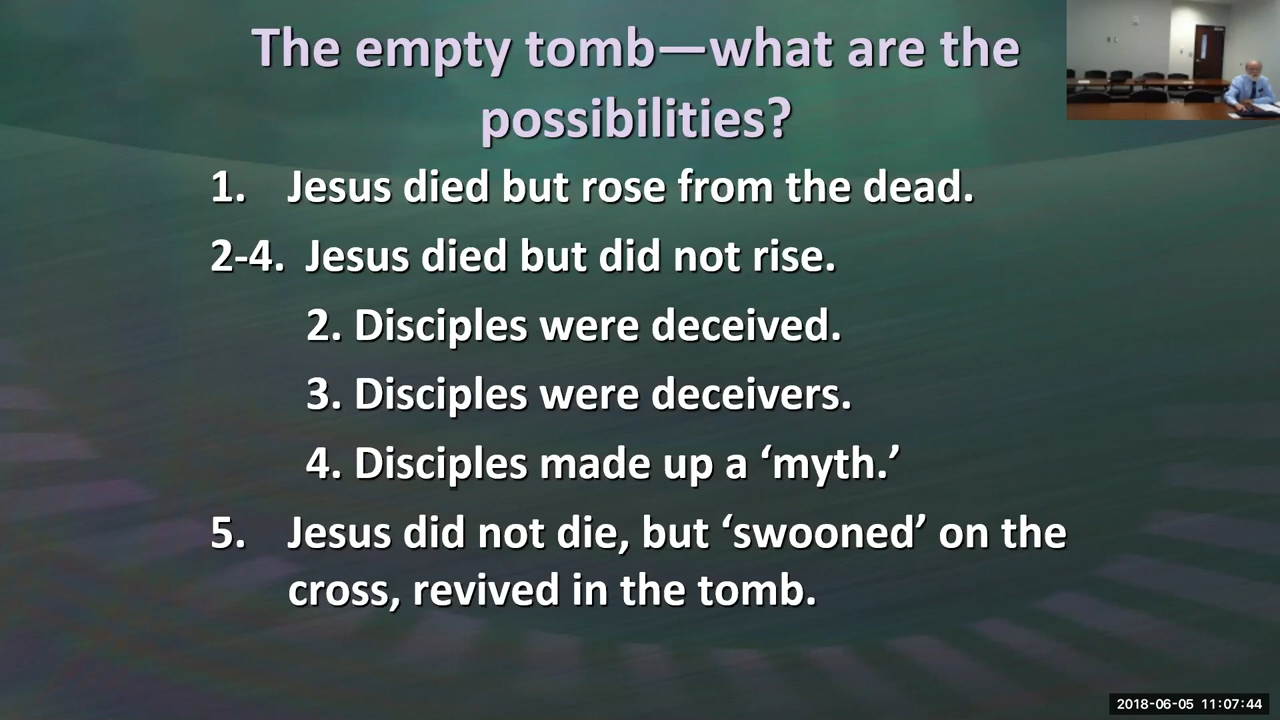 The empty tomb—what are the
possibilities?
1. Jesus died but rose from the dead.
2-4. Jesus died but did not rise.
2. Disciples were deceived.
3. Disciples were deceivers.
4. Disciples made up a ‘myth.’
5. Jesus did not die, but ‘swooned’ on the
cross, revived in the tomb.
2018-06-05 11:07:44